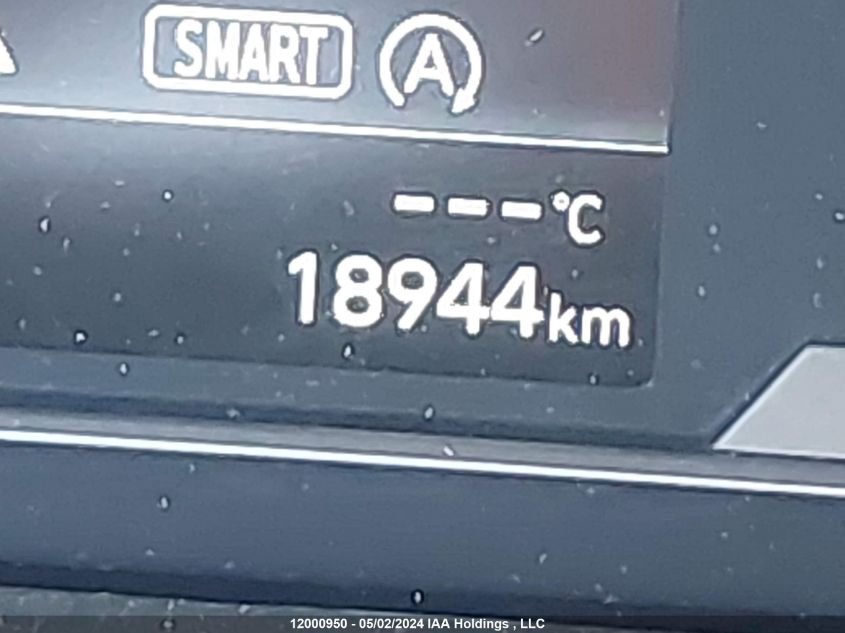 SMART A
---°C
18944km
12000950 - 05/02/2024 IAA Holdings , LLC